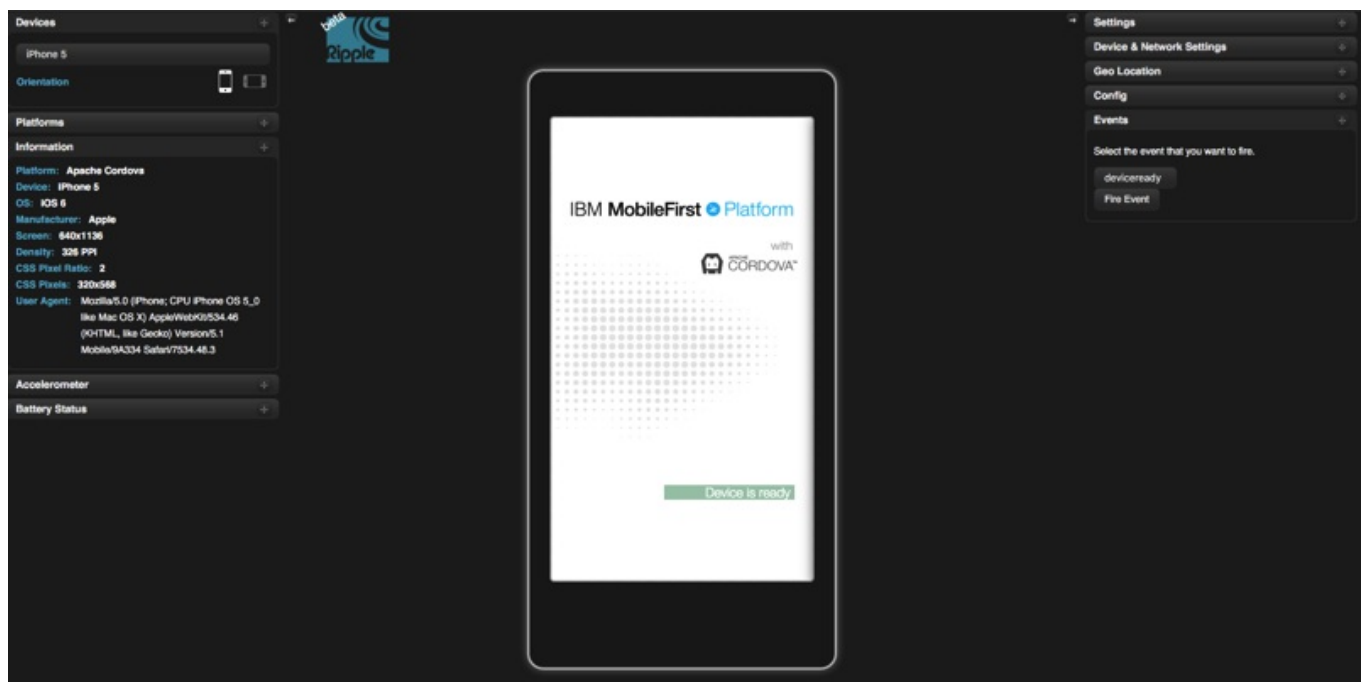 Devices
iPhone 5
Orientation
Platforms
Information
Platform: Apache Cordova
Device: iPhone 5
OS: iOS 6
Manufacturer: Apple
Screen: 640x1136
Density: 326 PPI
CSS Pixel Ratio: 2
CSS Pixels: 320x568
User Agent: Mozilla/5.0 (iPhone; CPU iPhone OS 5_0
like Mac OS X) AppleWebKit/534.46
(KHTML, like Gecko) Version/5.1
Mobile/9A334 Safari/7534.48.3
Accelerometer
Battery Status
beta
Ripple
IBM MobileFirst Platform
with
APACHE
CORDOVA™
Device is ready
Settings
Device & Network Settings
Geo Location
Config
Events
Select the event that you want to fire.
deviceready
Fire Event